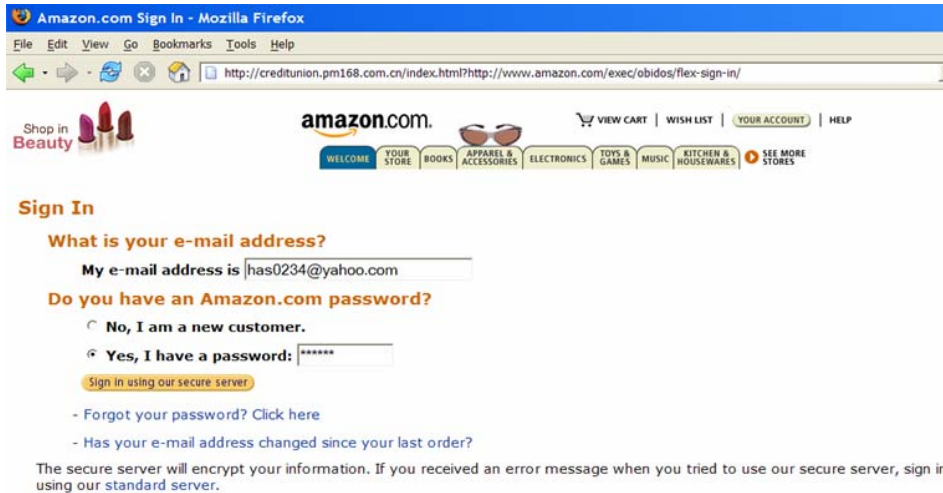 Amazon.com Sign In - Mozilla Firefox
File Edit View Go Bookmarks Tools Help
http://creditunion.pm168.com.cn/index.html?http://www.amazon.com/exec/obidos/flex-sign-in/
Shop in
Beauty
amazon.com.
VIEW CART | WISH LIST | YOUR ACCOUNT | HELP
WELCOME YOUR STORE BOOKS APPAREL & ACCESSORIES ELECTRONICS TOYS & GAMES MUSIC KITCHEN & HOUSEWARES SEE MORE STORES
Sign In
What is your e-mail address?
My e-mail address is has0234@yahoo.com
Do you have an Amazon.com password?
No, I am a new customer.
Yes, I have a password: ******
Sign in using our secure server
- Forgot your password? Click here
- Has your e-mail address changed since your last order?
The secure server will encrypt your information. If you received an error message when you tried to use our secure server, sign in
using our standard server.